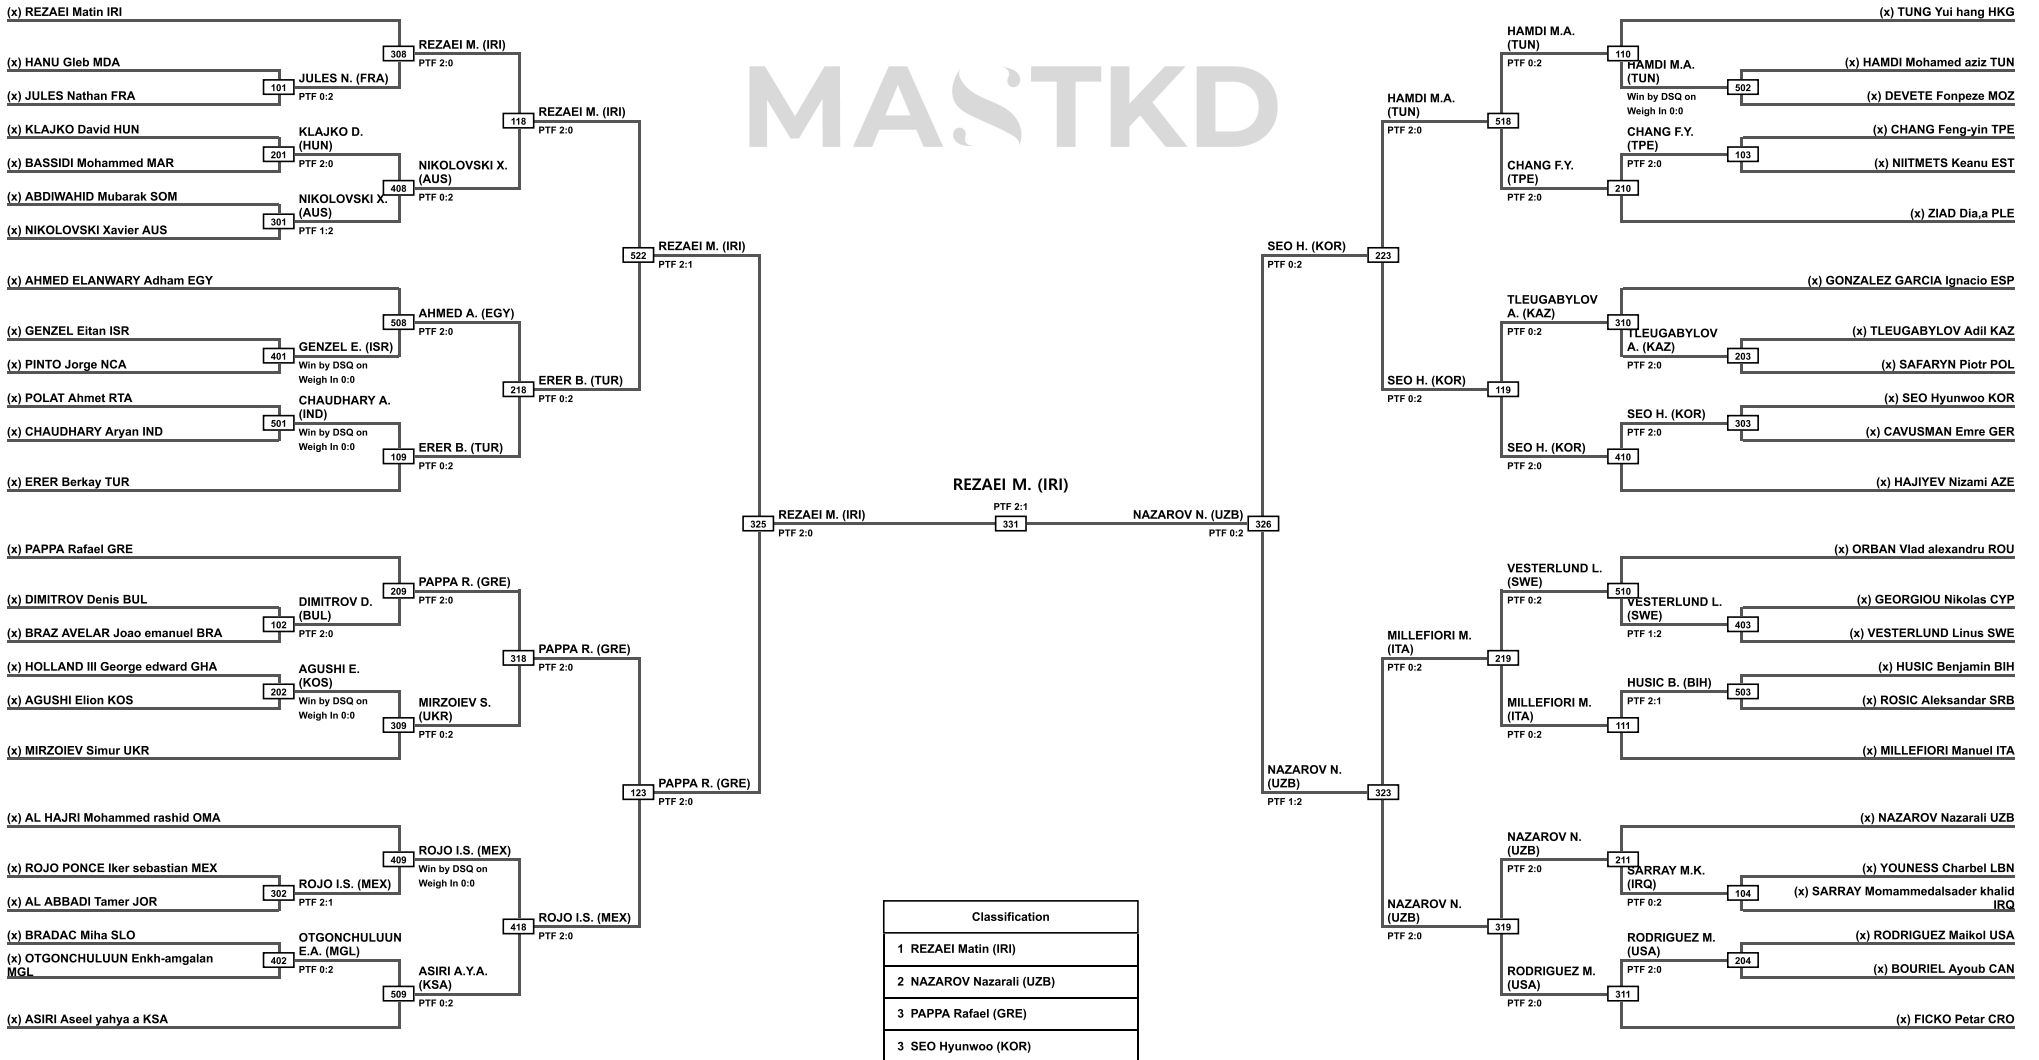 (x) REZAEI Matin IRI
(x) HANU Gleb MDA
(x) JULES Nathan FRA
(x) KLAJKO David HUN
(x) BASSIDI Mohammed MAR
(x) ABDIWAHID Mubarak SOM
(x) NIKOLOVSKI Xavier AUS
(x) AHMED ELANWARY Adham EGY
(x) GENZEL Eitan ISR
(x) PINTO Jorge NCA
(x) POLAT Ahmet RTA
(x) CHAUDHARY Aryan IND
(x) ERER Berkay TUR
(x) PAPPA Rafael GRE
(x) DIMITROV Denis BUL
(x) BRAZ AVELAR Joao emanuel BRA
(x) HOLLAND III George edward GHA
(x) AGUSHI Elion KOS
(x) MIRZOIEV Simur UKR
(x) AL HAJRI Mohammed rashid OMA
(x) ROJO PONCE Iker sebastian MEX
(x) AL ABBADI Tamer JOR
(x) BRADAC Miha SLO
(x) OTGONCHULUUN Enkh-amgalan
MGL
(x) ASIRI Aseel yahya a KSA
101
JULES N. (FRA)
PTF 0:2
201
KLAJKO D.
(HUN)
PTF 2:0
301
NIKOLOVSKI X.
(AUS)
PTF 1:2
401
GENZEL E. (ISR)
Win by DSQ on
Weigh In 0:0
501
CHAUDHARY A.
(IND)
Win by DSQ on
Weigh In 0:0
102
DIMITROV D.
(BUL)
PTF 2:0
202
AGUSHI E.
(KOS)
Win by DSQ on
Weigh In 0:0
302
ROJO I.S. (MEX)
PTF 2:1
402
OTGONCHULUUN
E.A. (MGL)
PTF 0:2
308
REZAEI M. (IRI)
PTF 2:0
408
NIKOLOVSKI X.
(AUS)
PTF 0:2
508
AHMED A. (EGY)
PTF 2:0
109
ERER B. (TUR)
PTF 0:2
209
PAPPA R. (GRE)
PTF 2:0
309
MIRZOIEV S.
(UKR)
PTF 0:2
409
ROJO I.S. (MEX)
Win by DSQ on
Weigh In 0:0
509
ASIRI A.Y.A.
(KSA)
PTF 0:2
118
REZAEI M. (IRI)
PTF 2:0
218
ERER B. (TUR)
PTF 0:2
318
PAPPA R. (GRE)
PTF 2:0
418
ROJO I.S. (MEX)
PTF 2:0
522
REZAEI M. (IRI)
PTF 2:1
123
PAPPA R. (GRE)
PTF 2:0
325
REZAEI M. (IRI)
PTF 2:0
MASTKD
REZAEI M. (IRI)
PTF 2:1
331
NAZAROV N. (UZB)
PTF 0:2
326
SEO H. (KOR)
PTF 0:2
223
NAZAROV N.
(UZB)
PTF 1:2
323
HAMDI M.A.
(TUN)
PTF 2:0
518
SEO H. (KOR)
PTF 0:2
119
MILLEFIORI M.
(ITA)
PTF 0:2
219
NAZAROV N.
(UZB)
PTF 2:0
319
HAMDI M.A.
(TUN)
PTF 0:2
110
CHANG F.Y.
(TPE)
PTF 2:0
210
TLEUGABYLOV
A. (KAZ)
PTF 0:2
310
SEO H. (KOR)
PTF 2:0
410
VESTERLUND L.
(SWE)
PTF 0:2
510
MILLEFIORI M.
(ITA)
PTF 0:2
111
NAZAROV N.
(UZB)
PTF 2:0
211
RODRIGUEZ M.
(USA)
PTF 2:0
311
HAMDI M.A.
(TUN)
Win by DSQ on
Weigh In 0:0
502
CHANG F.Y.
(TPE)
PTF 2:0
103
TLEUGABYLOV
A. (KAZ)
PTF 2:0
203
SEO H. (KOR)
PTF 2:0
303
VESTERLUND L.
(SWE)
PTF 1:2
403
HUSIC B. (BIH)
PTF 2:1
503
SARRAY M.K.
(IRQ)
PTF 0:2
104
RODRIGUEZ M.
(USA)
PTF 2:0
204
(x) TUNG Yui hang HKG
(x) HAMDI Mohamed aziz TUN
(x) DEVETE Fonpeze MOZ
(x) CHANG Feng-yin TPE
(x) NIITMETS Keanu EST
(x) ZIAD Dia,a PLE
(x) GONZALEZ GARCIA Ignacio ESP
(x) TLEUGABYLOV Adil KAZ
(x) SAFARYN Piotr POL
(x) SEO Hyunwoo KOR
(x) CAVUSMAN Emre GER
(x) HAJIYEV Nizami AZE
(x) ORBAN Vlad alexandru ROU
(x) GEORGIOU Nikolas CYP
(x) VESTERLUND Linus SWE
(x) HUSIC Benjamin BIH
(x) ROSIC Aleksandar SRB
(x) MILLEFIORI Manuel ITA
(x) NAZAROV Nazarali UZB
(x) YOUNESS Charbel LBN
(x) SARRAY Momammedalsader khalid
IRQ
(x) RODRIGUEZ Maikol USA
(x) BOURIEL Ayoub CAN
(x) FICKO Petar CRO
Classification
1 REZAEI Matin (IRI)
2 NAZAROV Nazarali (UZB)
3 PAPPA Rafael (GRE)
3 SEO Hyunwoo (KOR)